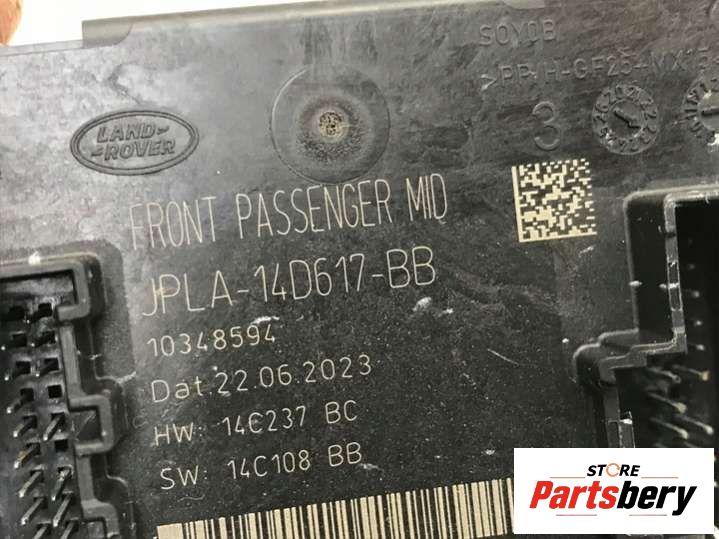 SOVOB
LAND-
-ROVER
3
FRONT PASSENGER MID
JPLA-14D617-BB
10348594
Dat.22.06.2023
HW: 14C237 BC
SW: 14C108 BB
STORE
Partsbery